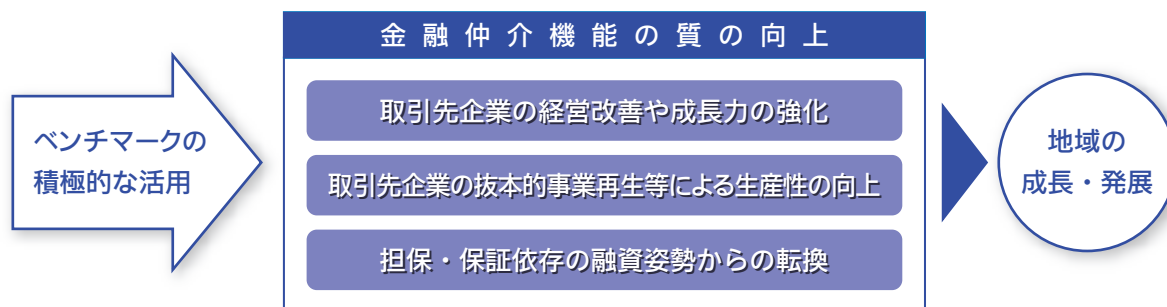 金融仲介機能の質の向上
ベンチマークの
積極的な活用
取引先企業の経営改善や成長力の強化
取引先企業の抜本的事業再生等による生産性の向上
担保・保証依存の融資姿勢からの転換
地域の
成長・発展